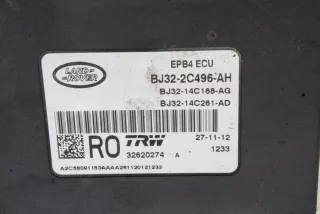 LAND-
ROVER
EPB4 ECU
BJ32-2C496-AH
BJ32-14C168-AG
BJ32-14C261-AD
RO
TRW
27-11-12
32620274 A
1233
A2C58091153AAAA261120121233